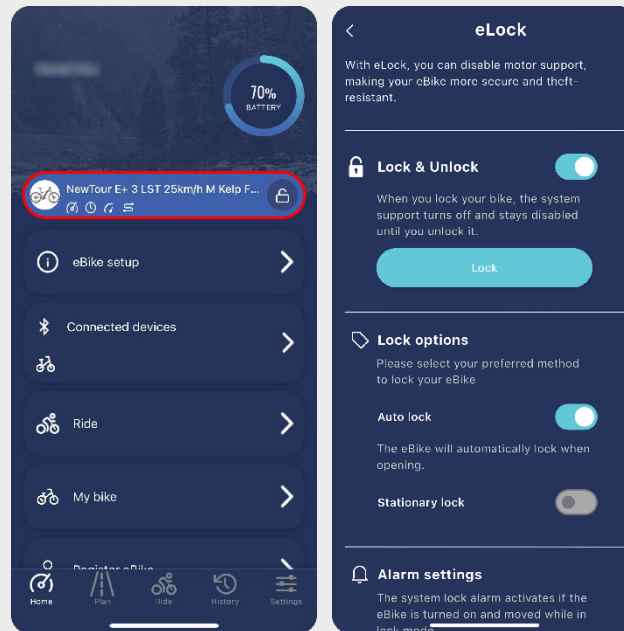 70%
BATTERY
NewTour E+ 3 LST 25km/h M Kelp F...
eBike setup
Connected devices
Ride
My bike
Register eBike
Home
Plan
Ride
History
Settings
eLock
With eLock, you can disable motor support,
making your eBike more secure and theft-
resistant.
Lock & Unlock
When you lock your bike, the system
support turns off and stays disabled
until you unlock it.
Lock
Lock options
Please select your preferred method
to lock your eBike
Auto lock
The eBike will automatically lock when
opening.
Stationary lock
Alarm settings
The system lock alarm activates if the
eBike is turned on and moved while in
lock mode